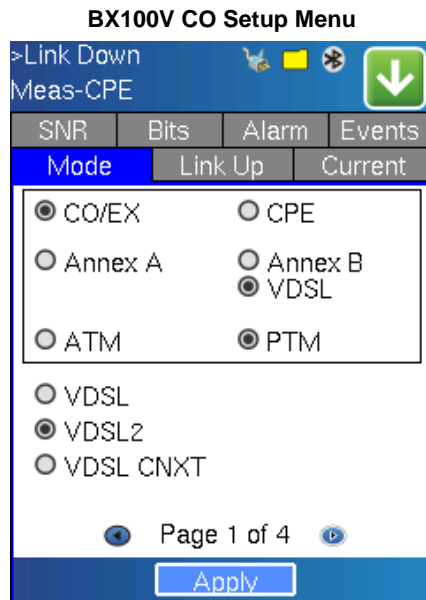 BX100V CO Setup Menu
>Link Down
Meas-CPE
SNR Bits Alarm Events
Mode Link Up Current
CO/EX CPE
Annex A Annex B
VDSL
ATM PTM
VDSL
VDSL2
VDSL CNXT
Page 1 of 4
Apply